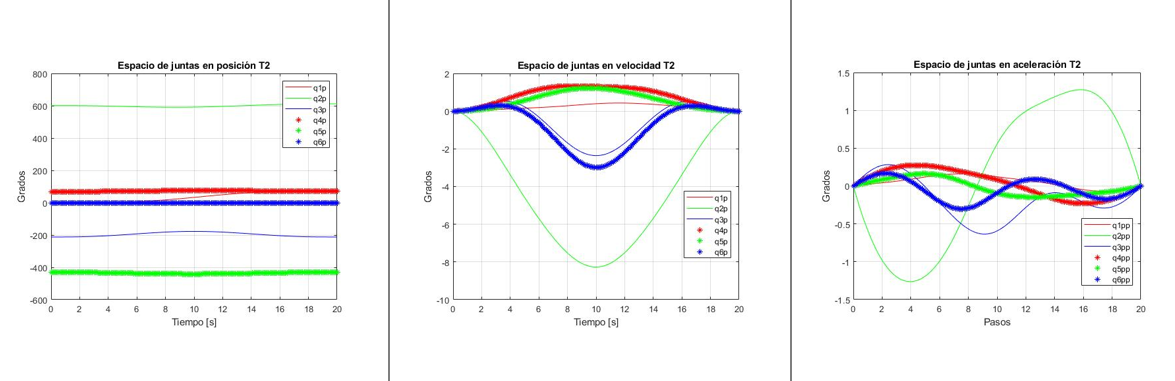 Espacio de juntas en posición T2
800
600
400
200
0
-200
-400
-600
Grados
0 2 4 6 8 10 12 14 16 18 20
Tiempo [s]
q1p
q2p
q3p
q4p
q5p
q6p
Espacio de juntas en velocidad T2
2
0
-2
-4
-6
-8
-10
Grados
0 2 4 6 8 10 12 14 16 18 20
Tiempo [s]
q1p
q2p
q3p
q4p
q5p
q6p
Espacio de juntas en aceleración T2
1.5
1
0.5
0
-0.5
-1
-1.5
Grados
0 2 4 6 8 10 12 14 16 18 20
Pasos
q1pp
q2pp
q3pp
q4pp
q5pp
q6pp